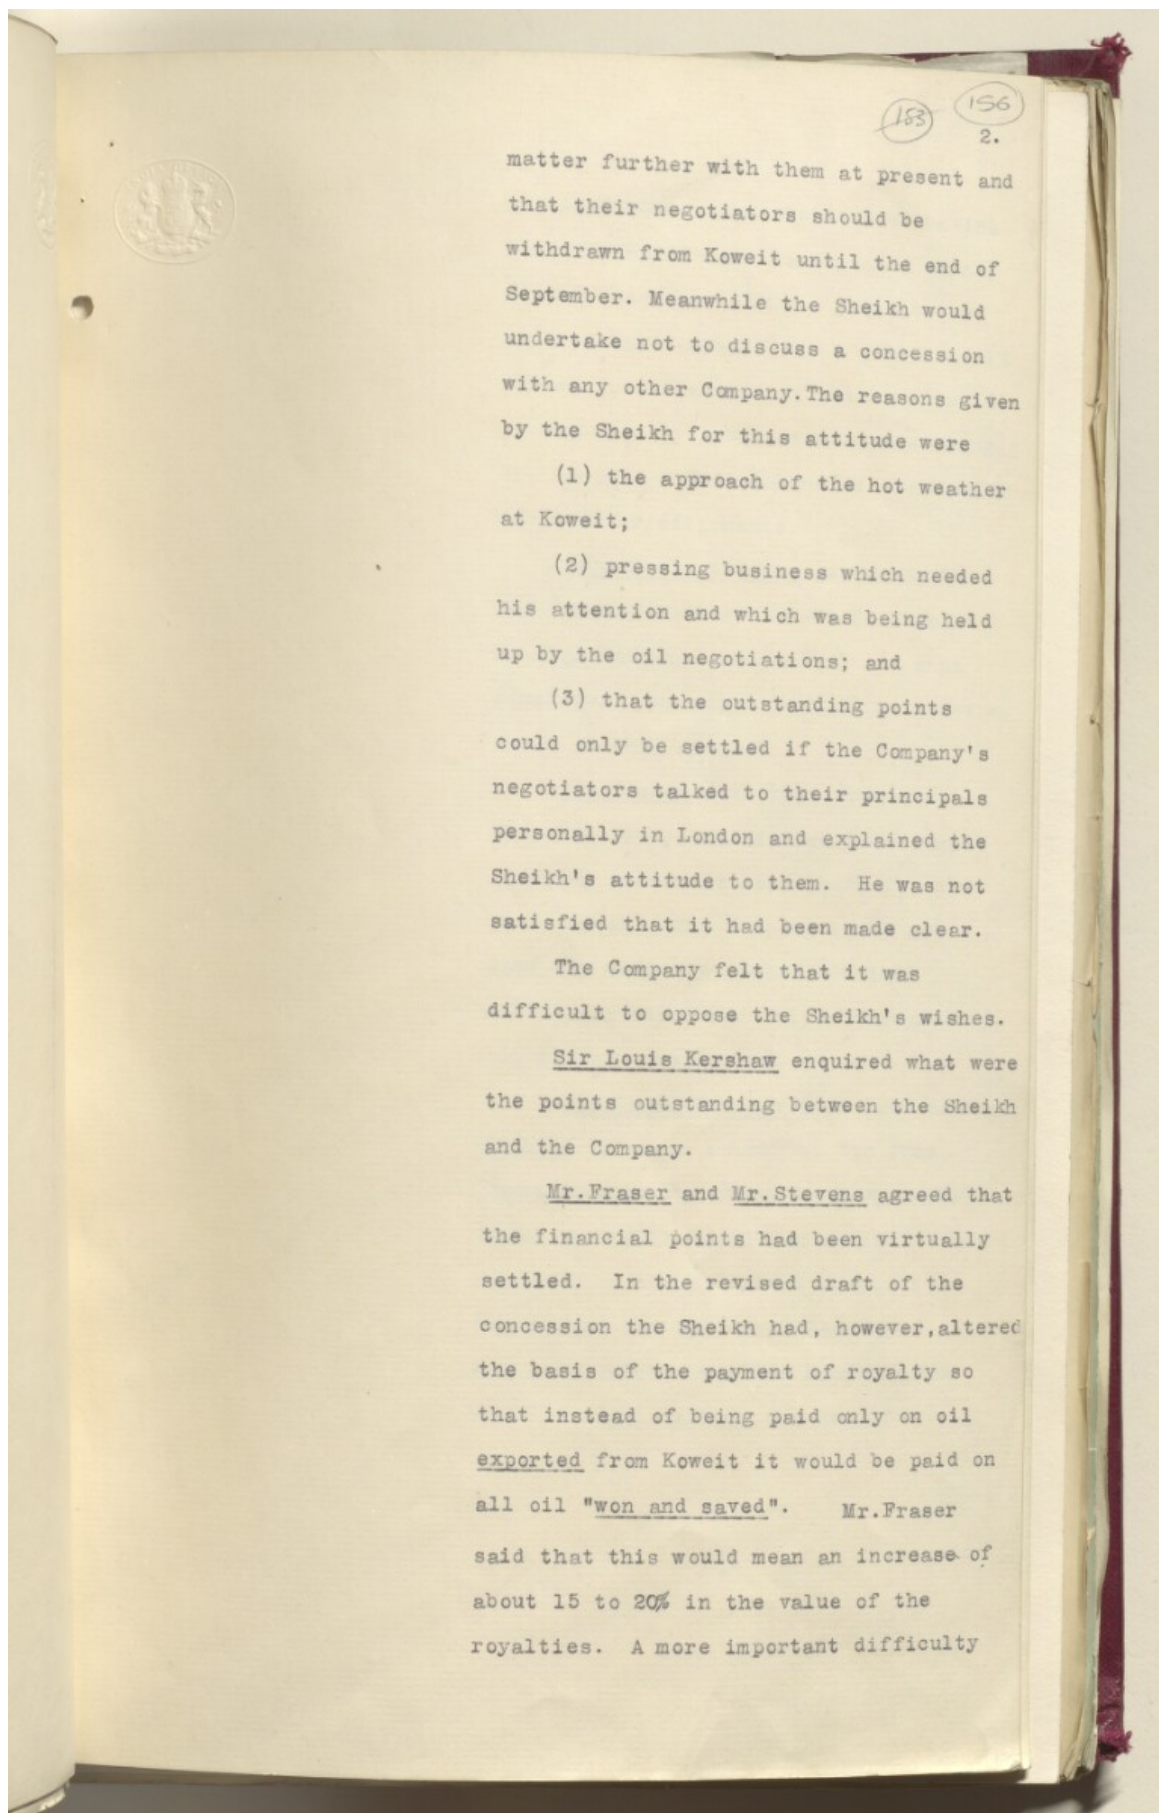 183
156
2.
matter further with them at present and
that their negotiators should be
withdrawn from Koweit until the end of
September. Meanwhile the Sheikh would
undertake not to discuss a concession
with any other Company.The reasons given
by the Sheikh for this attitude were
(1) the approach of the hot weather
at Koweit;
(2) pressing business which needed
his attention and which was being held
up by the oil negotiations; and
(3) that the outstanding points
could only be settled if the Company's
negotiators talked to their principals
personally in London and explained the
Sheikh's attitude to them. He was not
satisfied that it had been made clear.
The Company felt that it was
difficult to oppose the Sheikh's wishes.
Sir Louis Kershaw enquired what were
the points outstanding between the Sheikh
and the Company.
Mr.Fraser and Mr.Stevens agreed that
the financial points had been virtually
settled. In the revised draft of the
concession the Sheikh had, however,altered
the basis of the payment of royalty so
that instead of being paid only on oil
exported from Koweit it would be paid on
all oil "won and saved". Mr.Fraser
said that this would mean an increase of
about 15 to 20% in the value of the
royalties. A more important difficulty